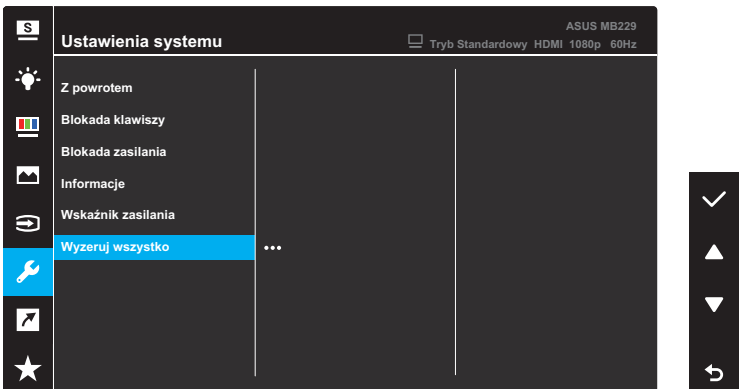 S
ASUS MB229
Ustawienia systemu
Tryb Standardowy HDMI 1080p 60Hz
Z powrotem
Blokada klawiszy
Blokada zasilania
Informacje
Wskaźnik zasilania
Wyzeruj wszystko